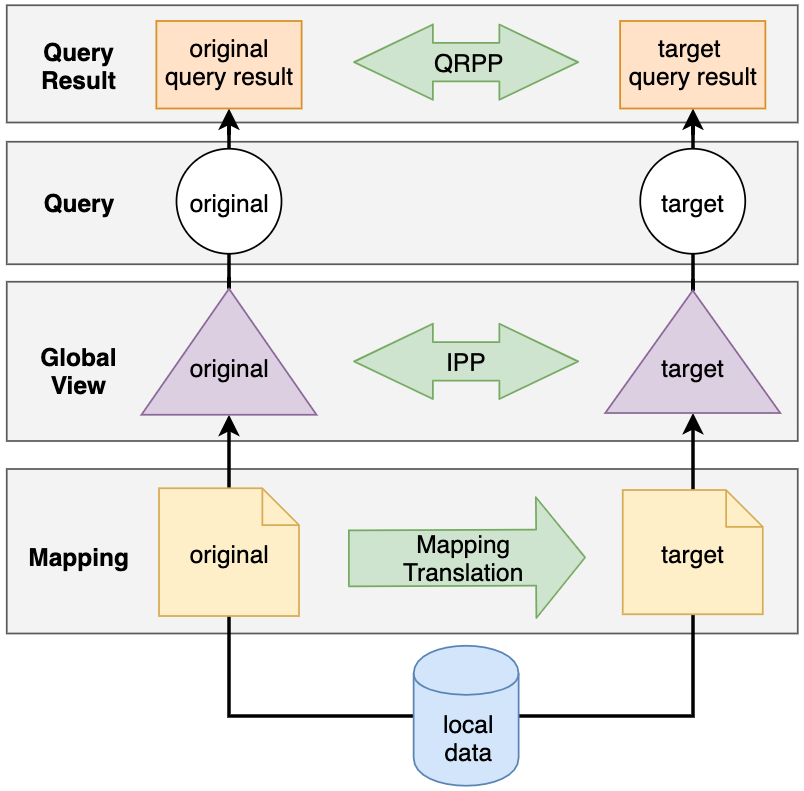 Query
Result
original
query result
QRPP
target
query result
Query
original
target
Global
View
original
IPP
target
Mapping
original
Mapping
Translation
target
local
data